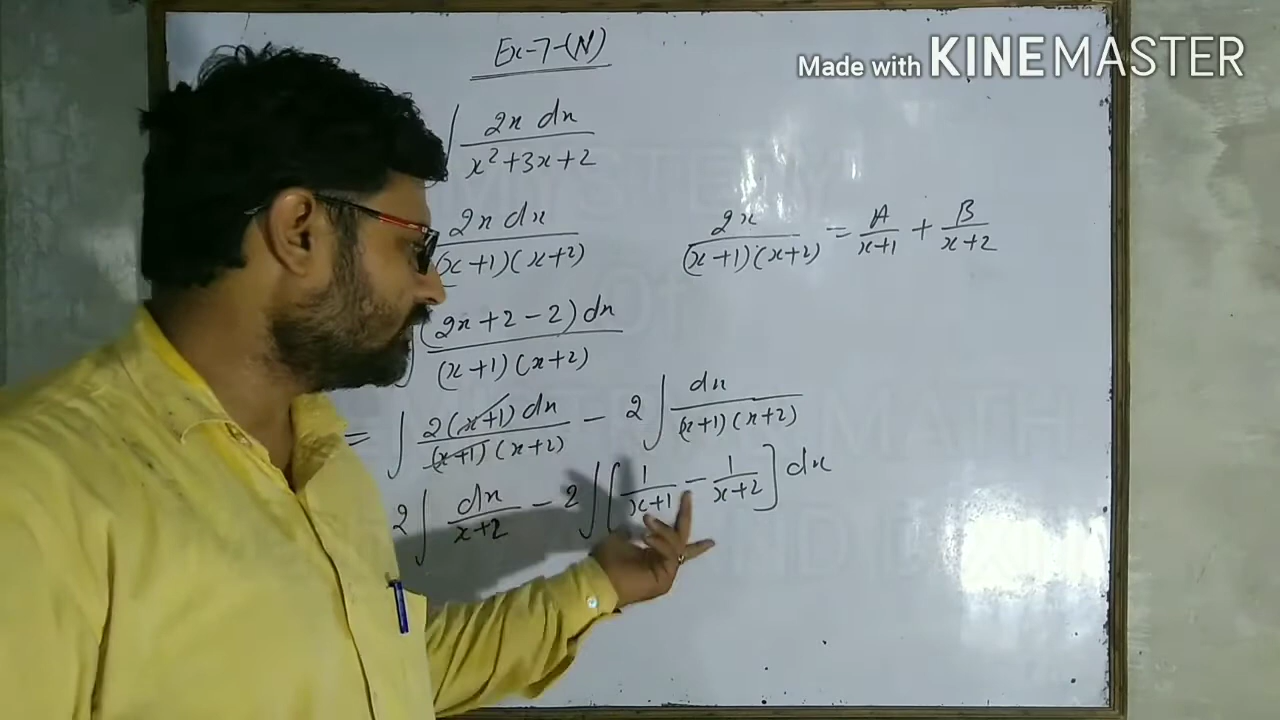 Ex-7-(N)
Made with KINEMASTER
∫ 2x dx / x²+3x+2
2x dx / (x+1)(x+2)
2x / (x+1)(x+2) = A / x+1 + B / x+2
∫ (2x+2-2) dx / (x+1)(x+2)
= ∫ 2(x+1) dx / (x+1)(x+2) - 2 ∫ dx / (x+1)(x+2)
2 ∫ dx / x+2 - 2 ∫ [ 1 / x+1 - 1 / x+2 ] dx